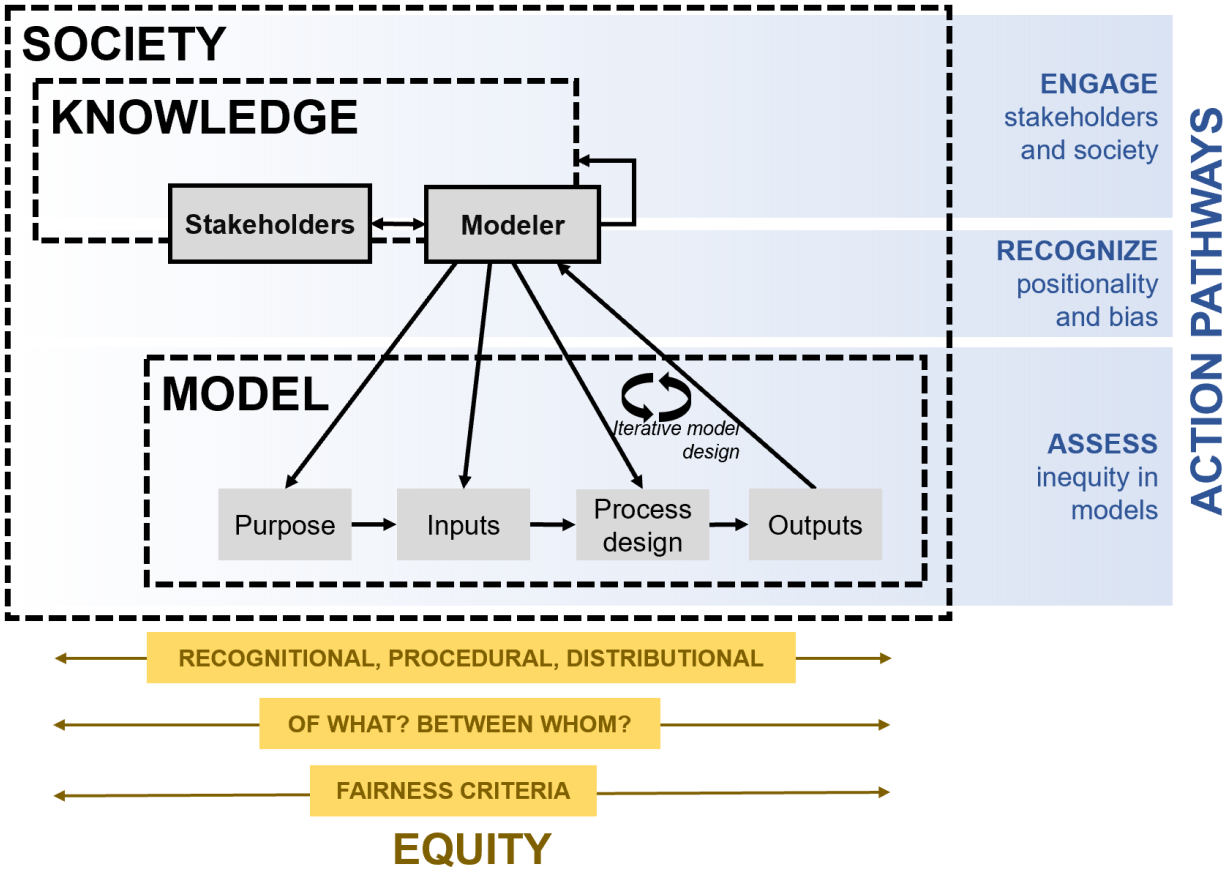 SOCIETY
KNOWLEDGE
Stakeholders
Modeler
MODEL
Iterative model
design
Purpose
Inputs
Process
design
Outputs
ENGAGE
stakeholders
and society
RECOGNIZE
positionality
and bias
ASSESS
inequity in
models
ACTION PATHWAYS
RECOGNITIONAL, PROCEDURAL, DISTRIBUTIONAL
OF WHAT? BETWEEN WHOM?
FAIRNESS CRITERIA
EQUITY